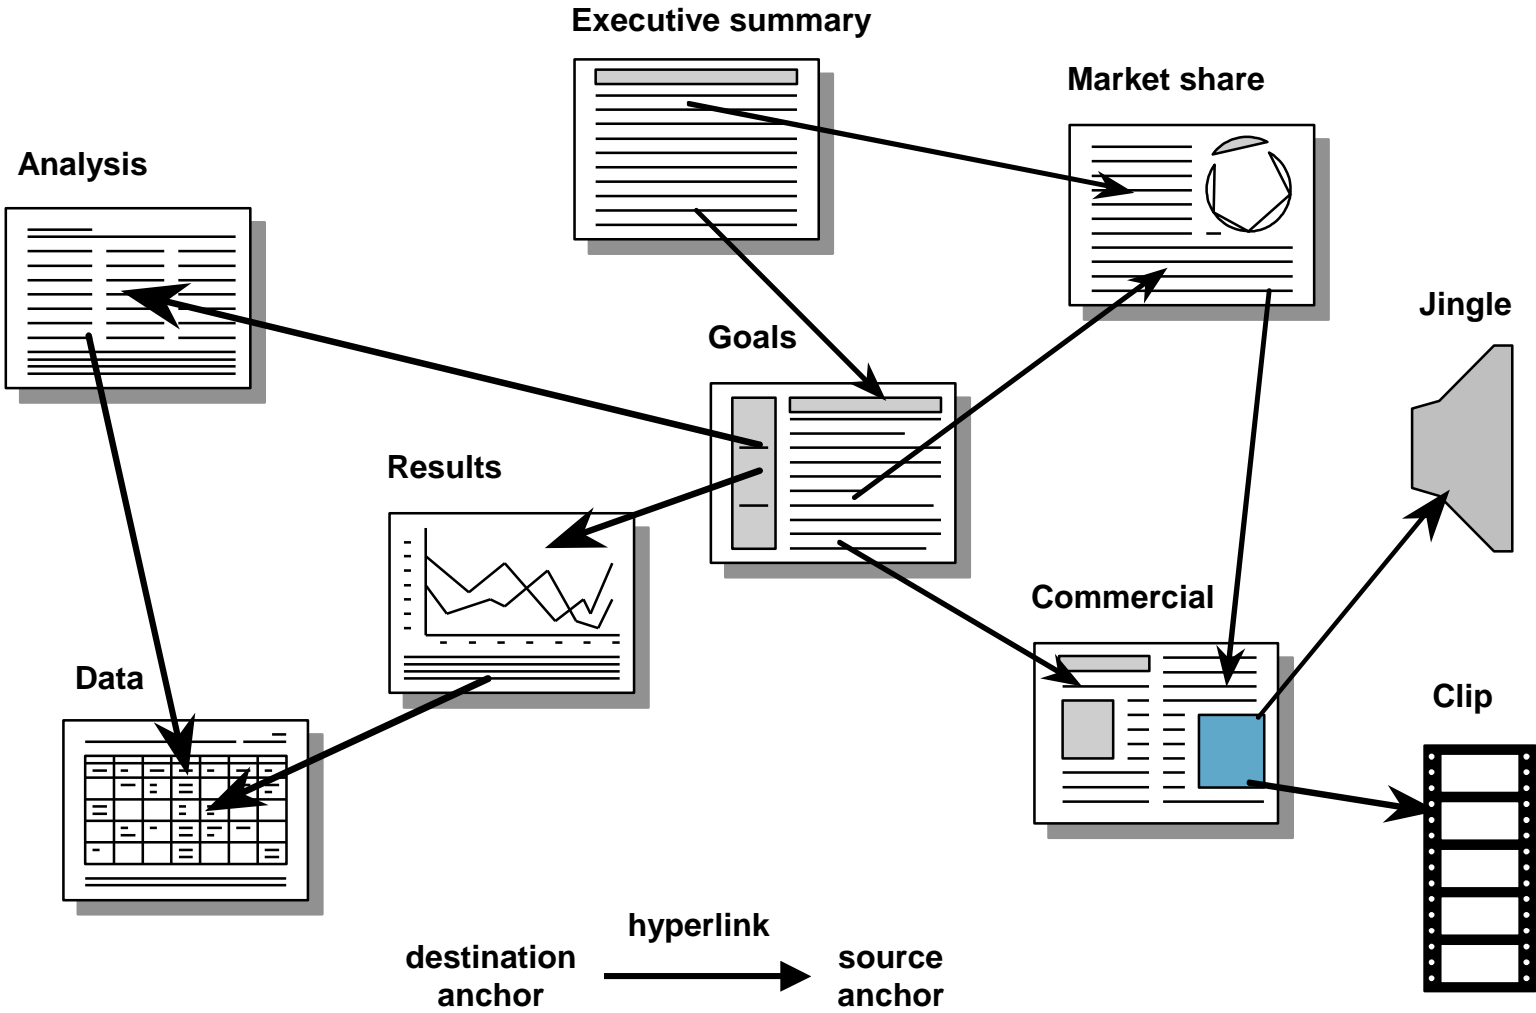 Executive summary
Market share
Analysis
Jingle
Goals
Results
Commercial
Data
Clip
hyperlink
destination
anchor
source
anchor